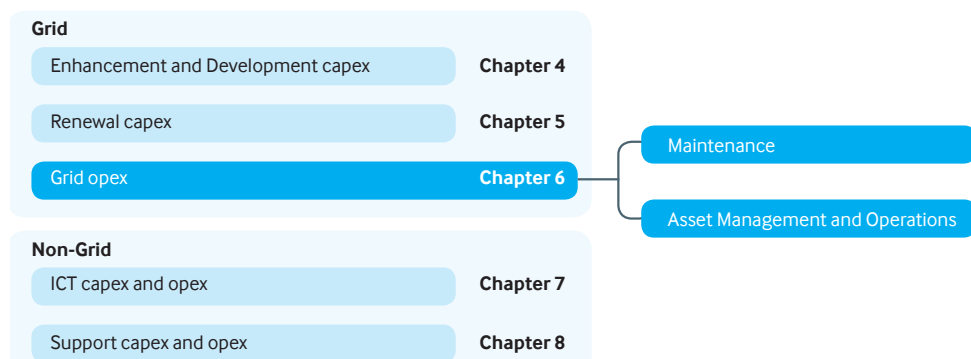 Grid
Enhancement and Development capex Chapter 4
Renewal capex Chapter 5
Maintenance
Grid opex Chapter 6
Asset Management and Operations
Non-Grid
ICT capex and opex Chapter 7
Support capex and opex Chapter 8